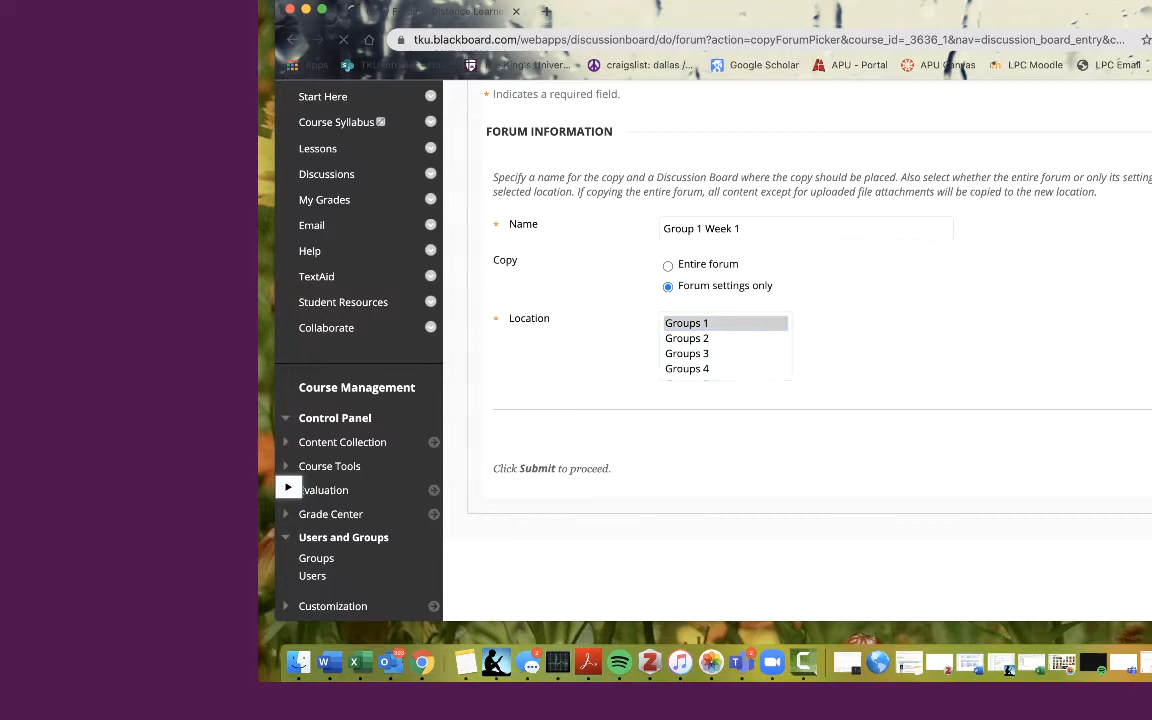 Distance Learne
tku.blackboard.com/webapps/discussionboard/do/forum?action=copyForumPicker&course_id=_3636_1&nav=discussion_board_entry&c...
Apps
craigslist: dallas /...
Google Scholar
APU - Portal
APU Canvas
LPC Moodle
LPC Email
Start Here
Course Syllabus
Lessons
Discussions
My Grades
Email
Help
TextAid
Student Resources
Collaborate
Course Management
Control Panel
Content Collection
Course Tools
valuation
Grade Center
Users and Groups
Groups
Users
Customization
* Indicates a required field.
FORUM INFORMATION
Specify a name for the copy and a Discussion Board where the copy should be placed. Also select whether the entire forum or only its setting
selected location. If copying the entire forum, all content except for uploaded file attachments will be copied to the new location.
* Name
Group 1 Week 1
Copy
Entire forum
Forum settings only
* Location
Groups 1
Groups 2
Groups 3
Groups 4
Click Submit to proceed.
393
2
2